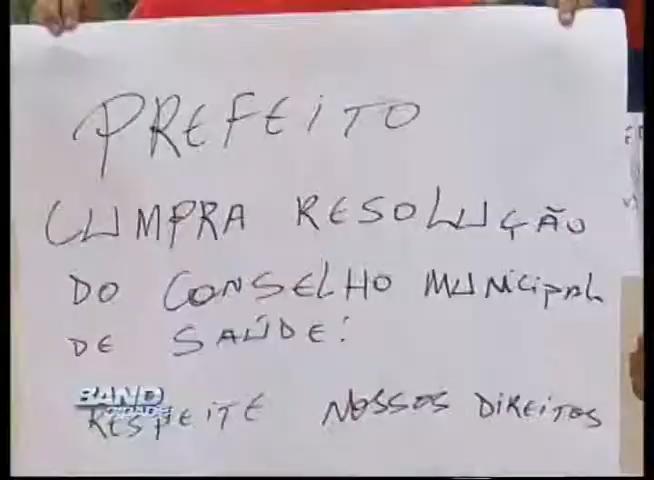 PREFEITO
CUMPRA RESOLUÇÃO
DO CONSELHO MUNICIPAL
DE SAÚDE!
BAND
RESPEITE NOSSOS DIREITOS